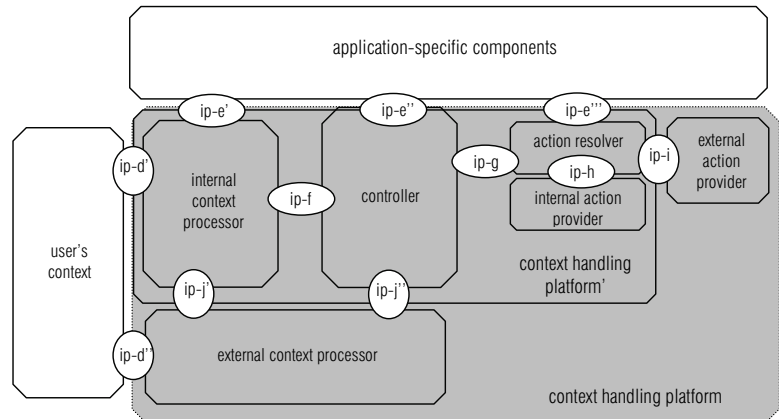 application-specific components
ip-e'
ip-e''
ip-e'''
action resolver
external
action
provider
ip-d'
ip-g
ip-i
ip-h
internal
context
processor
ip-f
controller
internal action
provider
user's
context
context handling
platform'
ip-j'
ip-j''
ip-d''
external context processor
context handling platform